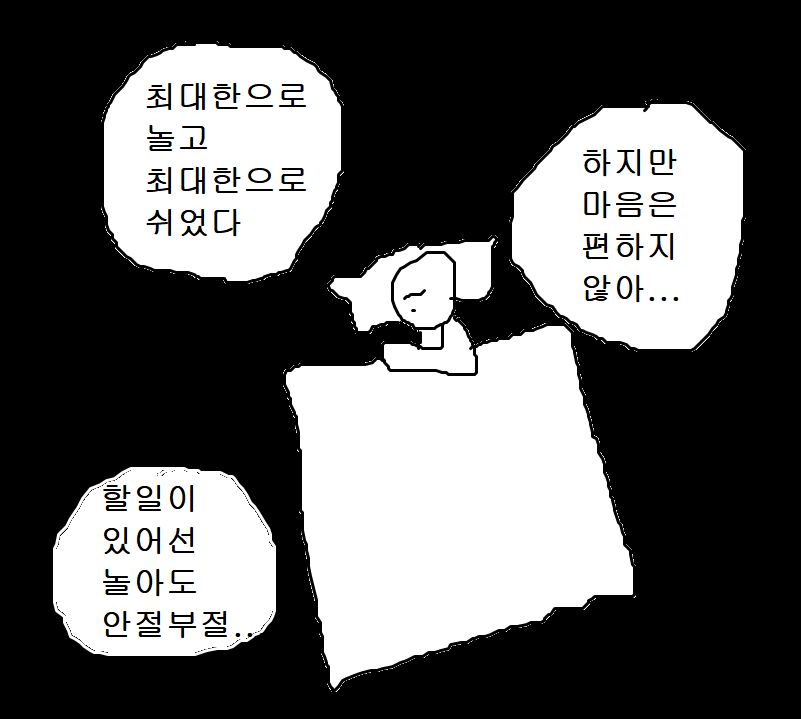 최대한으로
놀고
최대한으로
쉬었다
하지만
마음은
편하지
않아...
할일이
있어선
놀아도
안절부절..